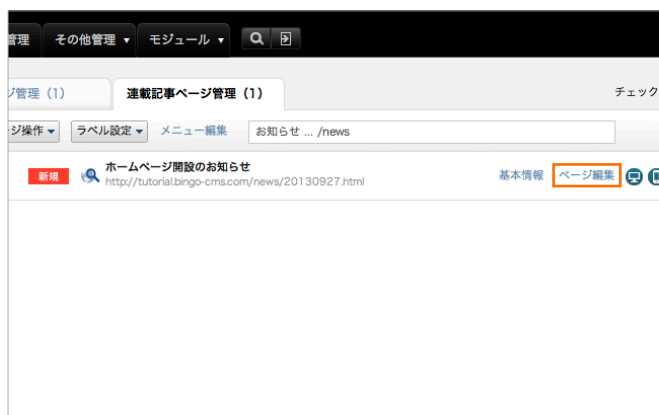 管理 その他管理 ▼ モジュール ▼
ジ管理（1） 連載記事ページ管理（1） チェック
ジ操作▼ ラベル設定▼ メニュー編集 お知らせ ... /news
新規 ホームページ開設のお知らせ 基本情報 ページ編集
http://tutorial.bingo-cms.com/news/20130927.html